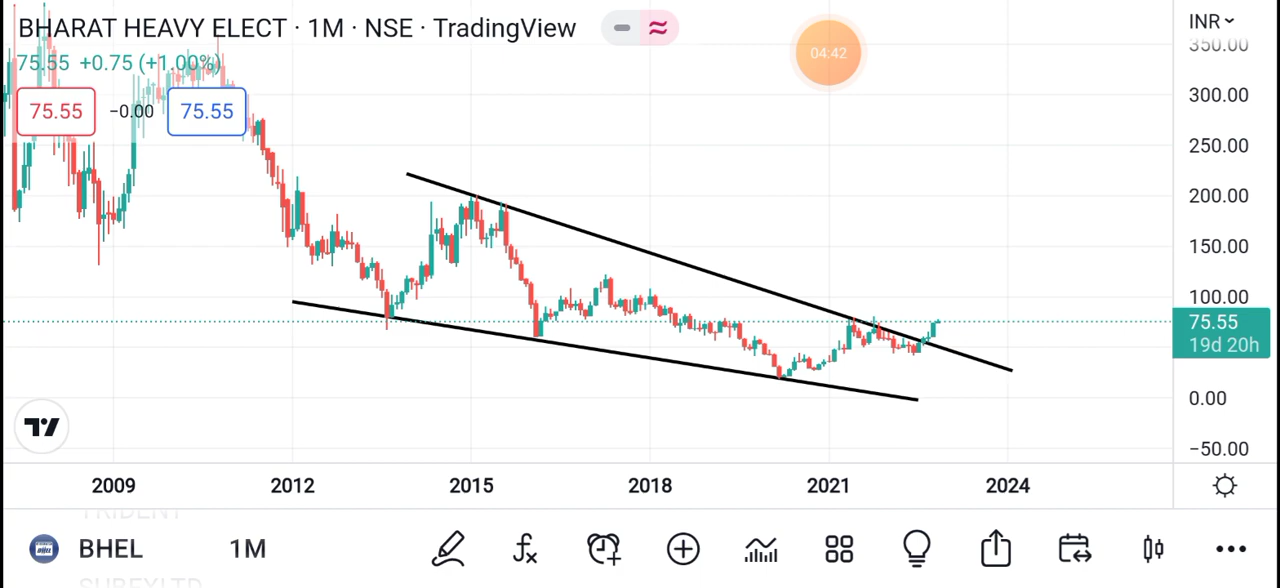 BHARAT HEAVY ELECT · 1M · NSE · TradingView
04:42
INR
75.55 +0.75 (+1.00%)
350.00
75.55 −0.00 75.55
300.00
250.00
200.00
150.00
100.00
75.55
19d 20h
0.00
−50.00
2009 2012 2015 2018 2021 2024
TRIDENT
BHEL 1M
SUBEXLTD